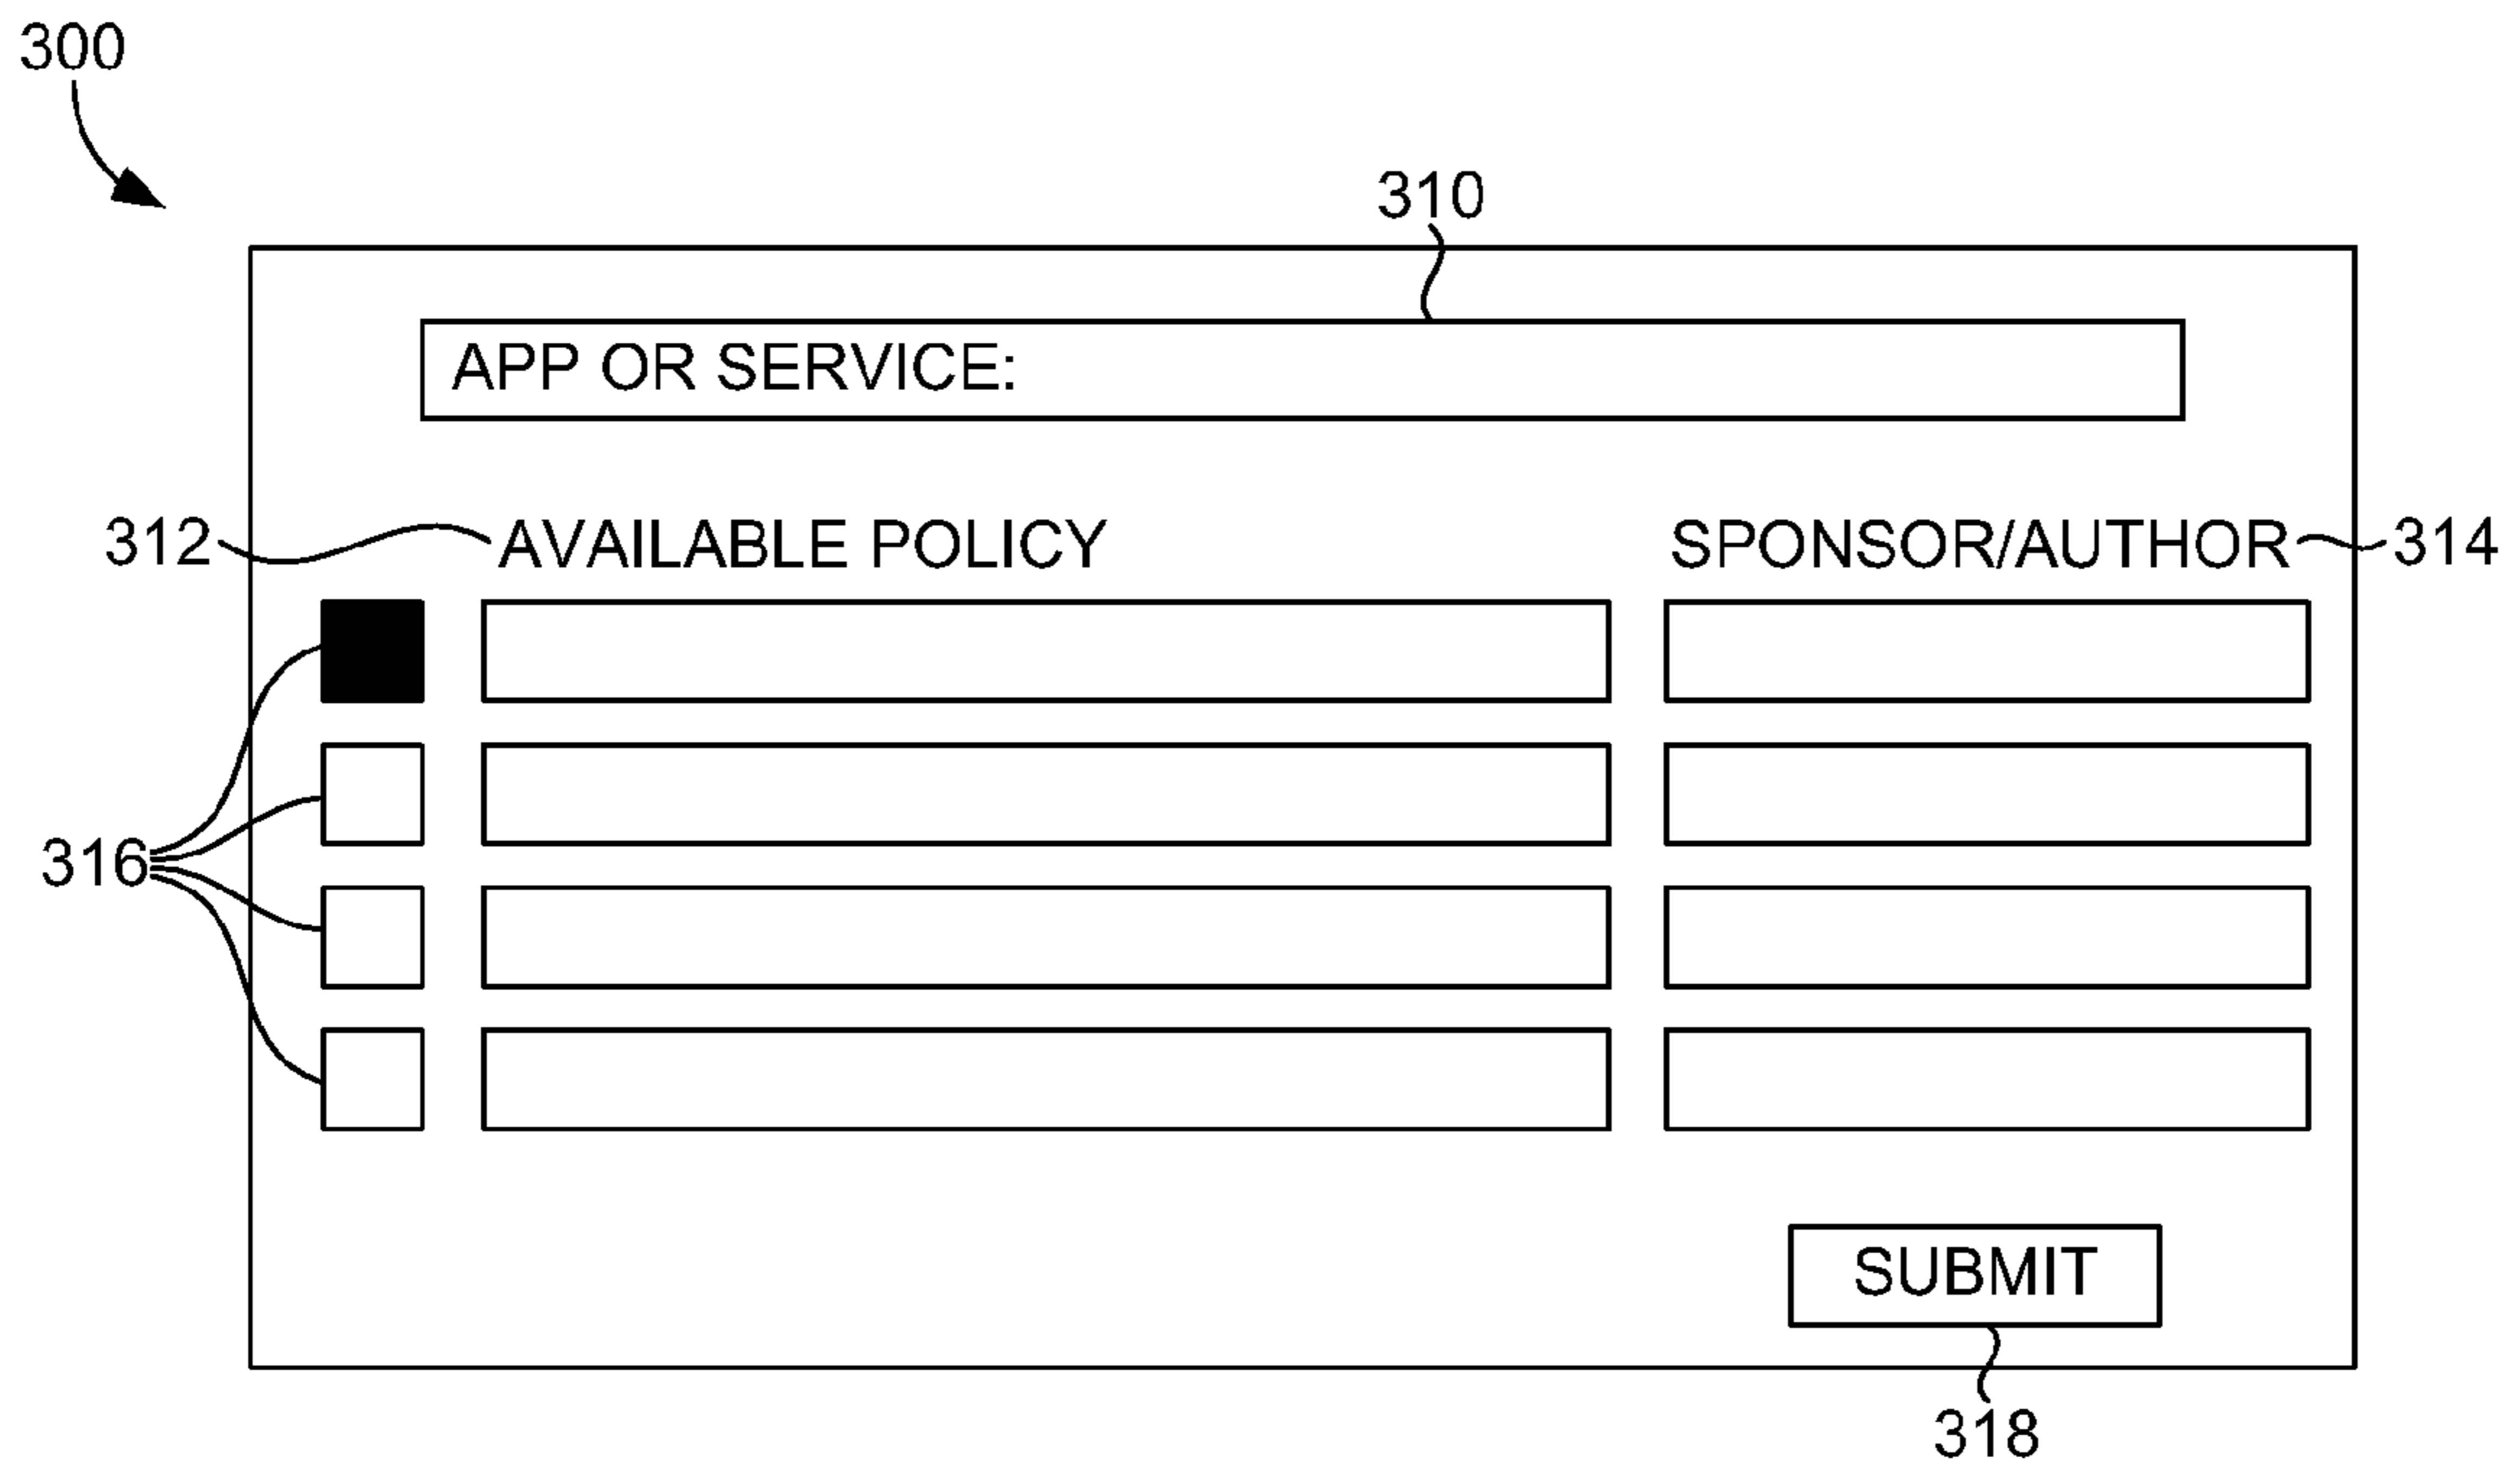 300
310
APP OR SERVICE:
312 AVAILABLE POLICY SPONSOR/AUTHOR 314
316
SUBMIT
318